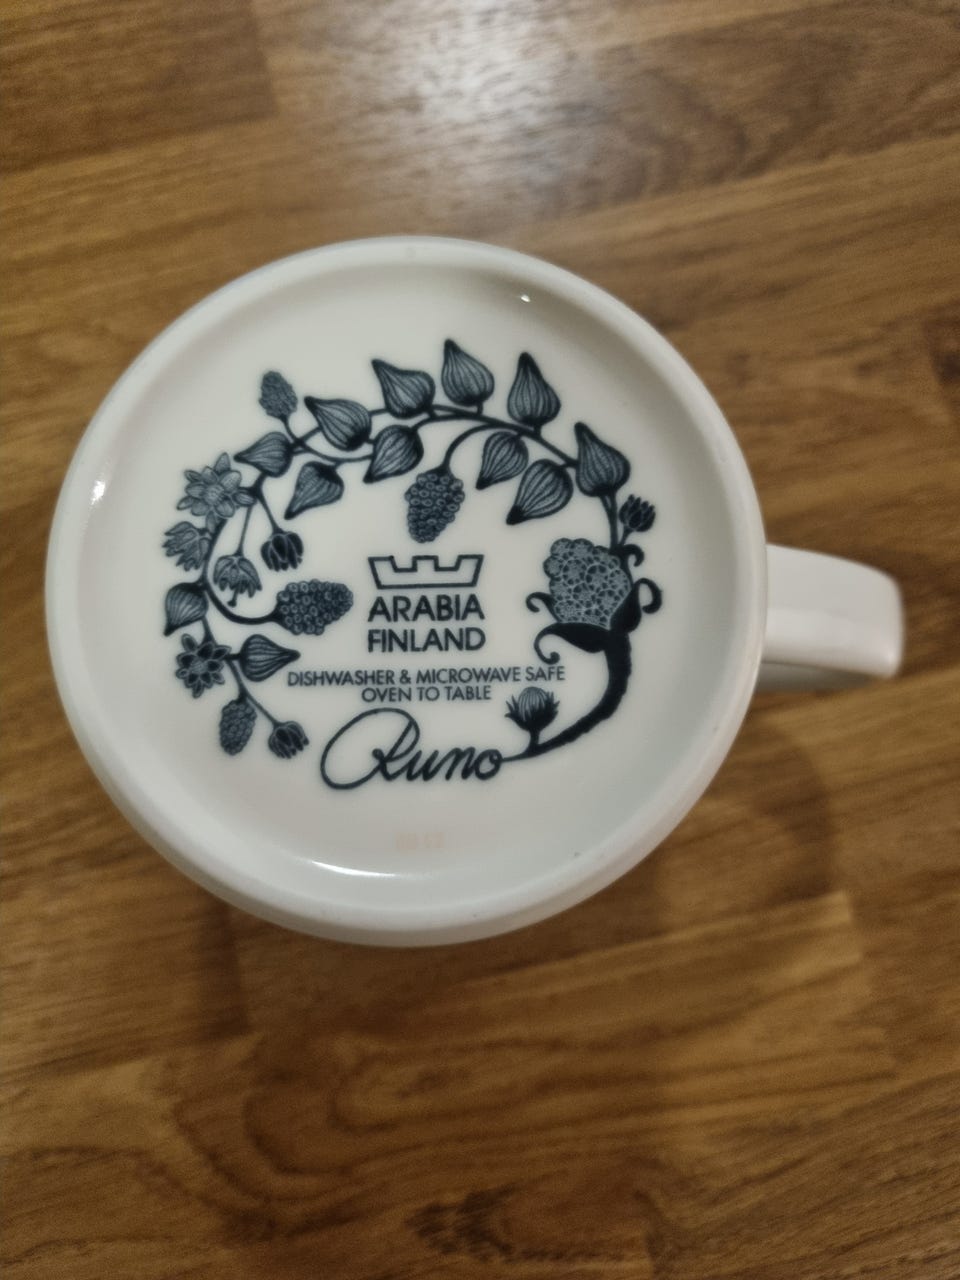 ARABIA
FINLAND
DISHWASHER & MICROWAVE SAFE
OVEN TO TABLE
Runo